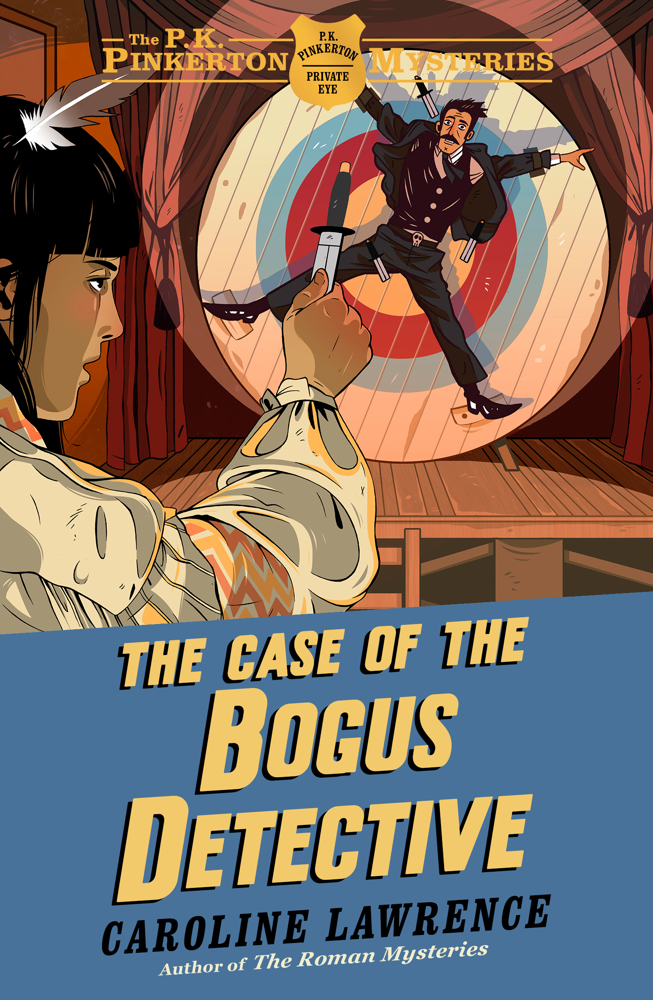 The P.K.
PINKERTON
P.K.
PINKERTON
PRIVATE
EYE
MYSTERIES
THE CASE OF THE
BOGUS
DETECTIVE
CAROLINE LAWRENCE
Author of The Roman Mysteries